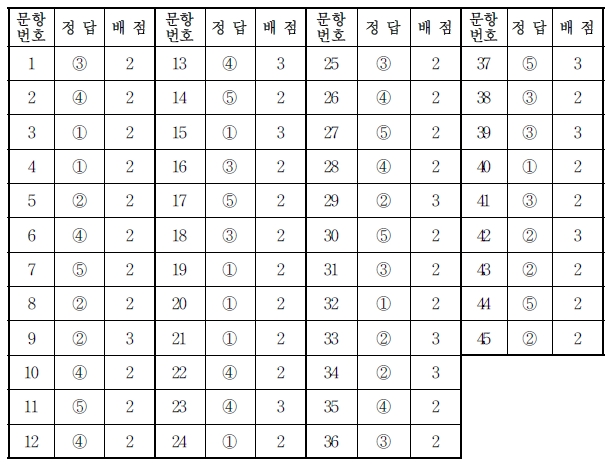 문항 번호 정 답 배 점 문항 번호 정 답 배 점 문항 번호 정 답 배 점 문항 번호 정 답 배 점
1 ③ 2 13 ④ 3 25 ③ 2 37 ⑤ 3
2 ④ 2 14 ⑤ 2 26 ④ 2 38 ③ 2
3 ① 2 15 ① 3 27 ⑤ 2 39 ③ 3
4 ① 2 16 ③ 2 28 ④ 2 40 ① 2
5 ② 2 17 ⑤ 2 29 ② 3 41 ③ 2
6 ④ 2 18 ③ 2 30 ⑤ 2 42 ② 3
7 ⑤ 2 19 ① 2 31 ③ 2 43 ② 2
8 ② 2 20 ① 2 32 ① 2 44 ⑤ 2
9 ② 3 21 ① 2 33 ② 3 45 ② 2
10 ④ 2 22 ④ 2 34 ② 3
11 ⑤ 2 23 ④ 3 35 ④ 2
12 ④ 2 24 ① 2 36 ③ 2